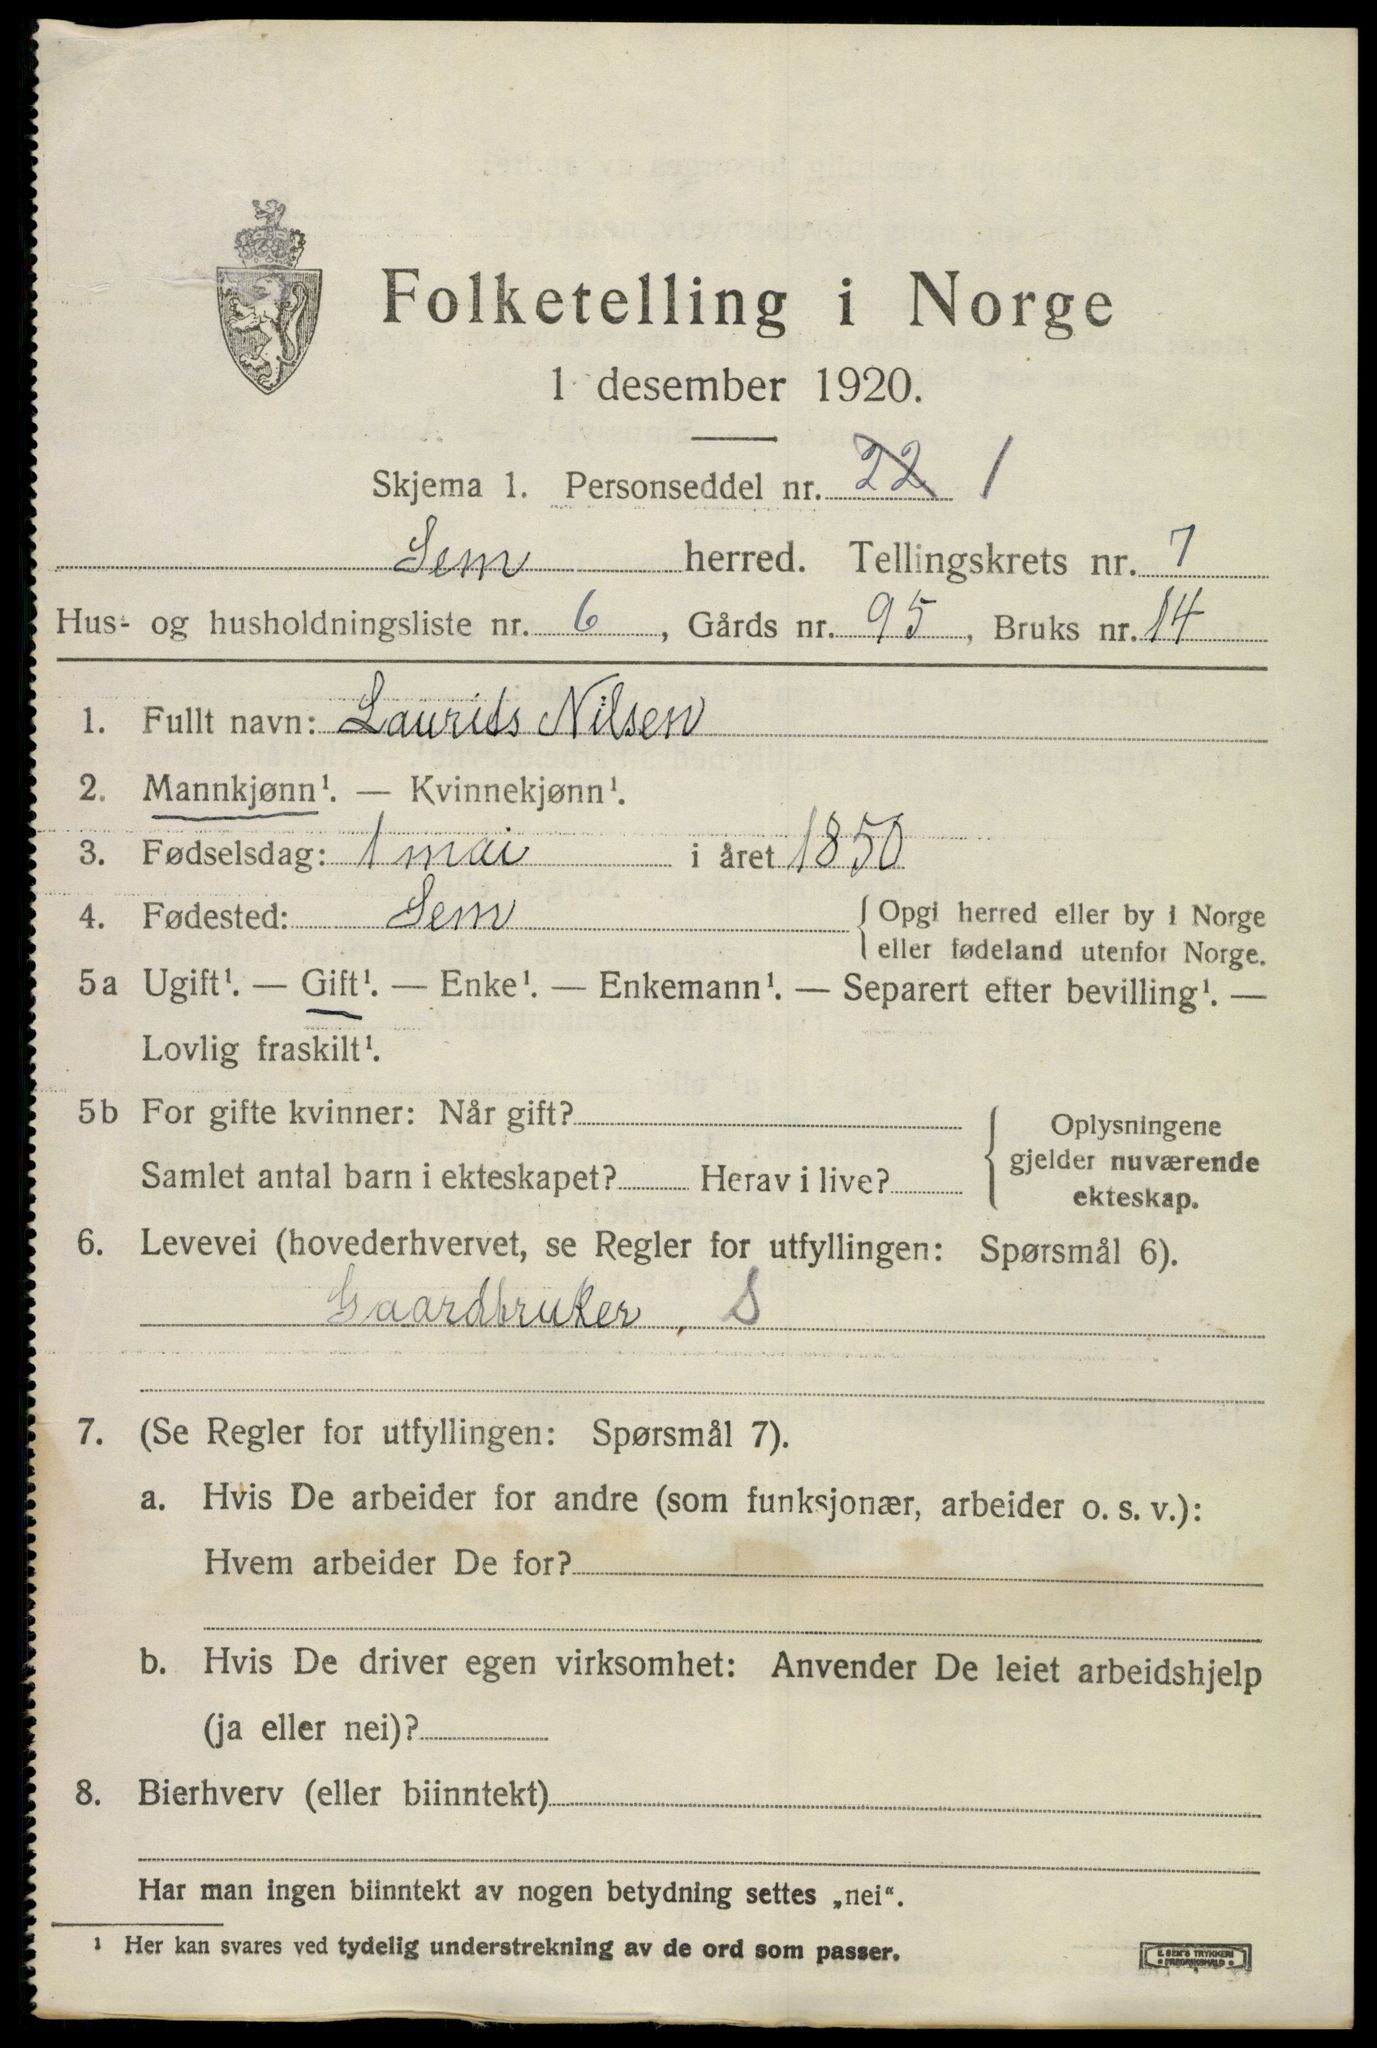 Folketelling i Norge
1 desember 1920.
Skjema 1. Personseddel nr. 22 1
Sem herred. Tellingskrets nr. 7
Hus- og husholdningsliste nr. 6, Gårds nr. 95, Bruks nr. 14
1. Fullt navn: Laurids Nilsen
2. Mannkjønn¹. — Kvinnekjønn¹.
3. Fødselsdag: 1 mai i året 1850
4. Fødested: Sem { Opgi herred eller by i Norge
eller fødeland utenfor Norge.
5a Ugift¹. — Gift¹. — Enke¹. — Enkemann¹. — Separert efter bevilling¹. —
Lovlig fraskilt¹.
5b For gifte kvinner: Når gift?
Samlet antal barn i ekteskapet? Herav i live?
{ Oplysningene
gjelder nuværende
ekteskap.
6. Levevei (hovederhvervet, se Regler for utfyllingen: Spørsmål 6).
Gaardbruker, S
7. (Se Regler for utfyllingen: Spørsmål 7).
a. Hvis De arbeider for andre (som funksjonær, arbeider o. s. v.):
Hvem arbeider De for?
b. Hvis De driver egen virksomhet: Anvender De leiet arbeidshjelp
(ja eller nei)?
8. Bierhverv (eller biinntekt)
Har man ingen biinntekt av nogen betydning settes „nei“.
¹ Her kan svares ved tydelig understrekning av de ord som passer.
E. SEM'S TRYKKERI
FREDRIKSHALD